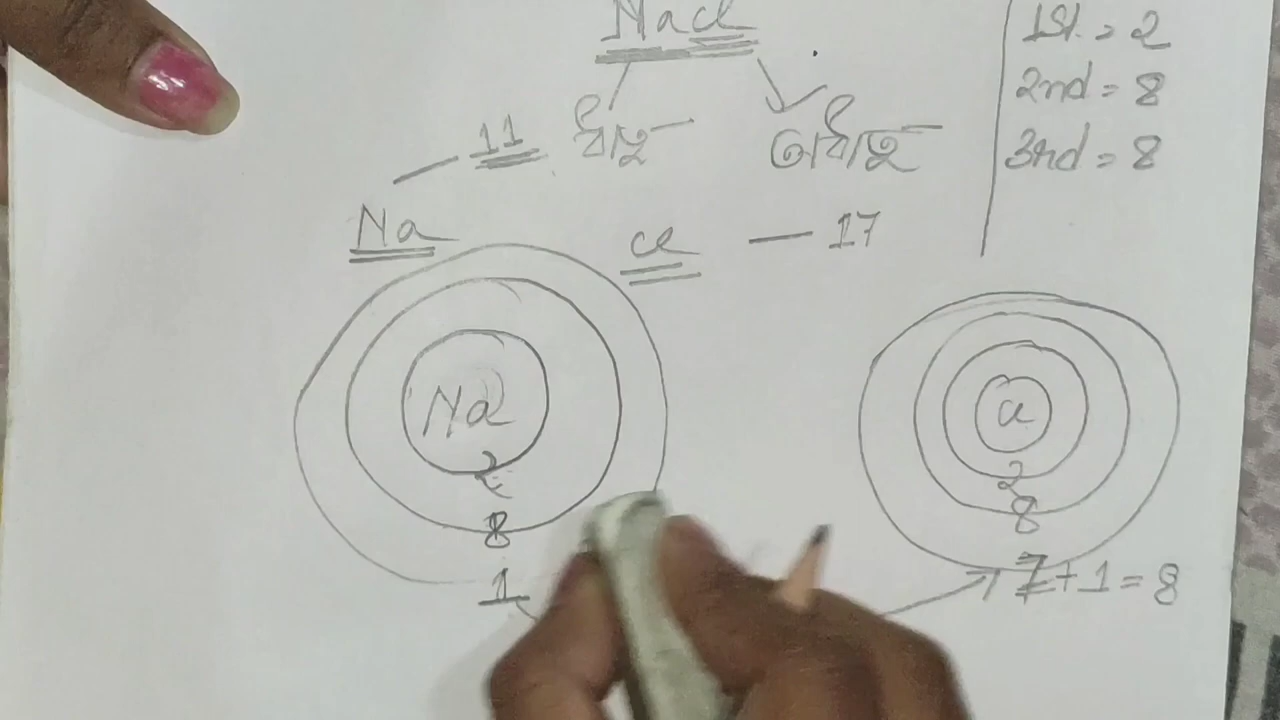 NaCl
1st = 2
2nd = 8
3rd = 8
11 ধাতু অধাতু
Na Cl — 17
Na
2
8
1
Cl
2
8
7+1=8